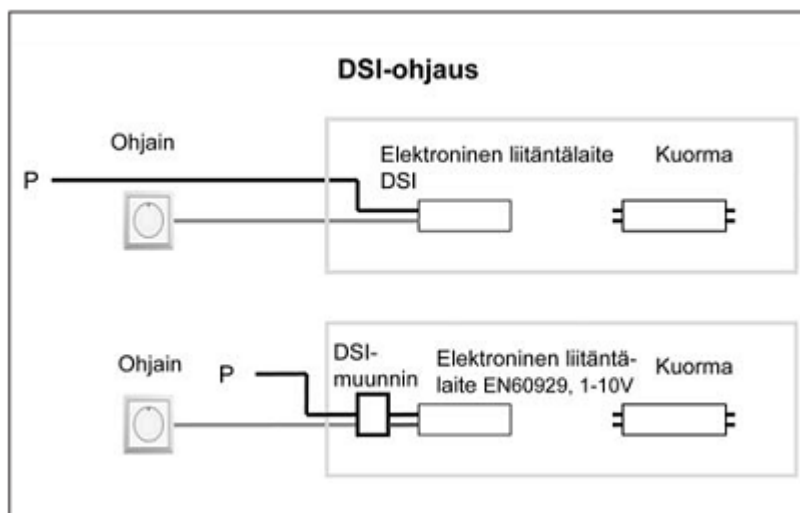 DSI-ohjaus
Ohjain
Elektroninen liitäntälaite
DSI
Kuorma
P
Ohjain
P
DSI-
muunnin
Elektroninen liitäntä-
laite EN60929, 1-10V
Kuorma